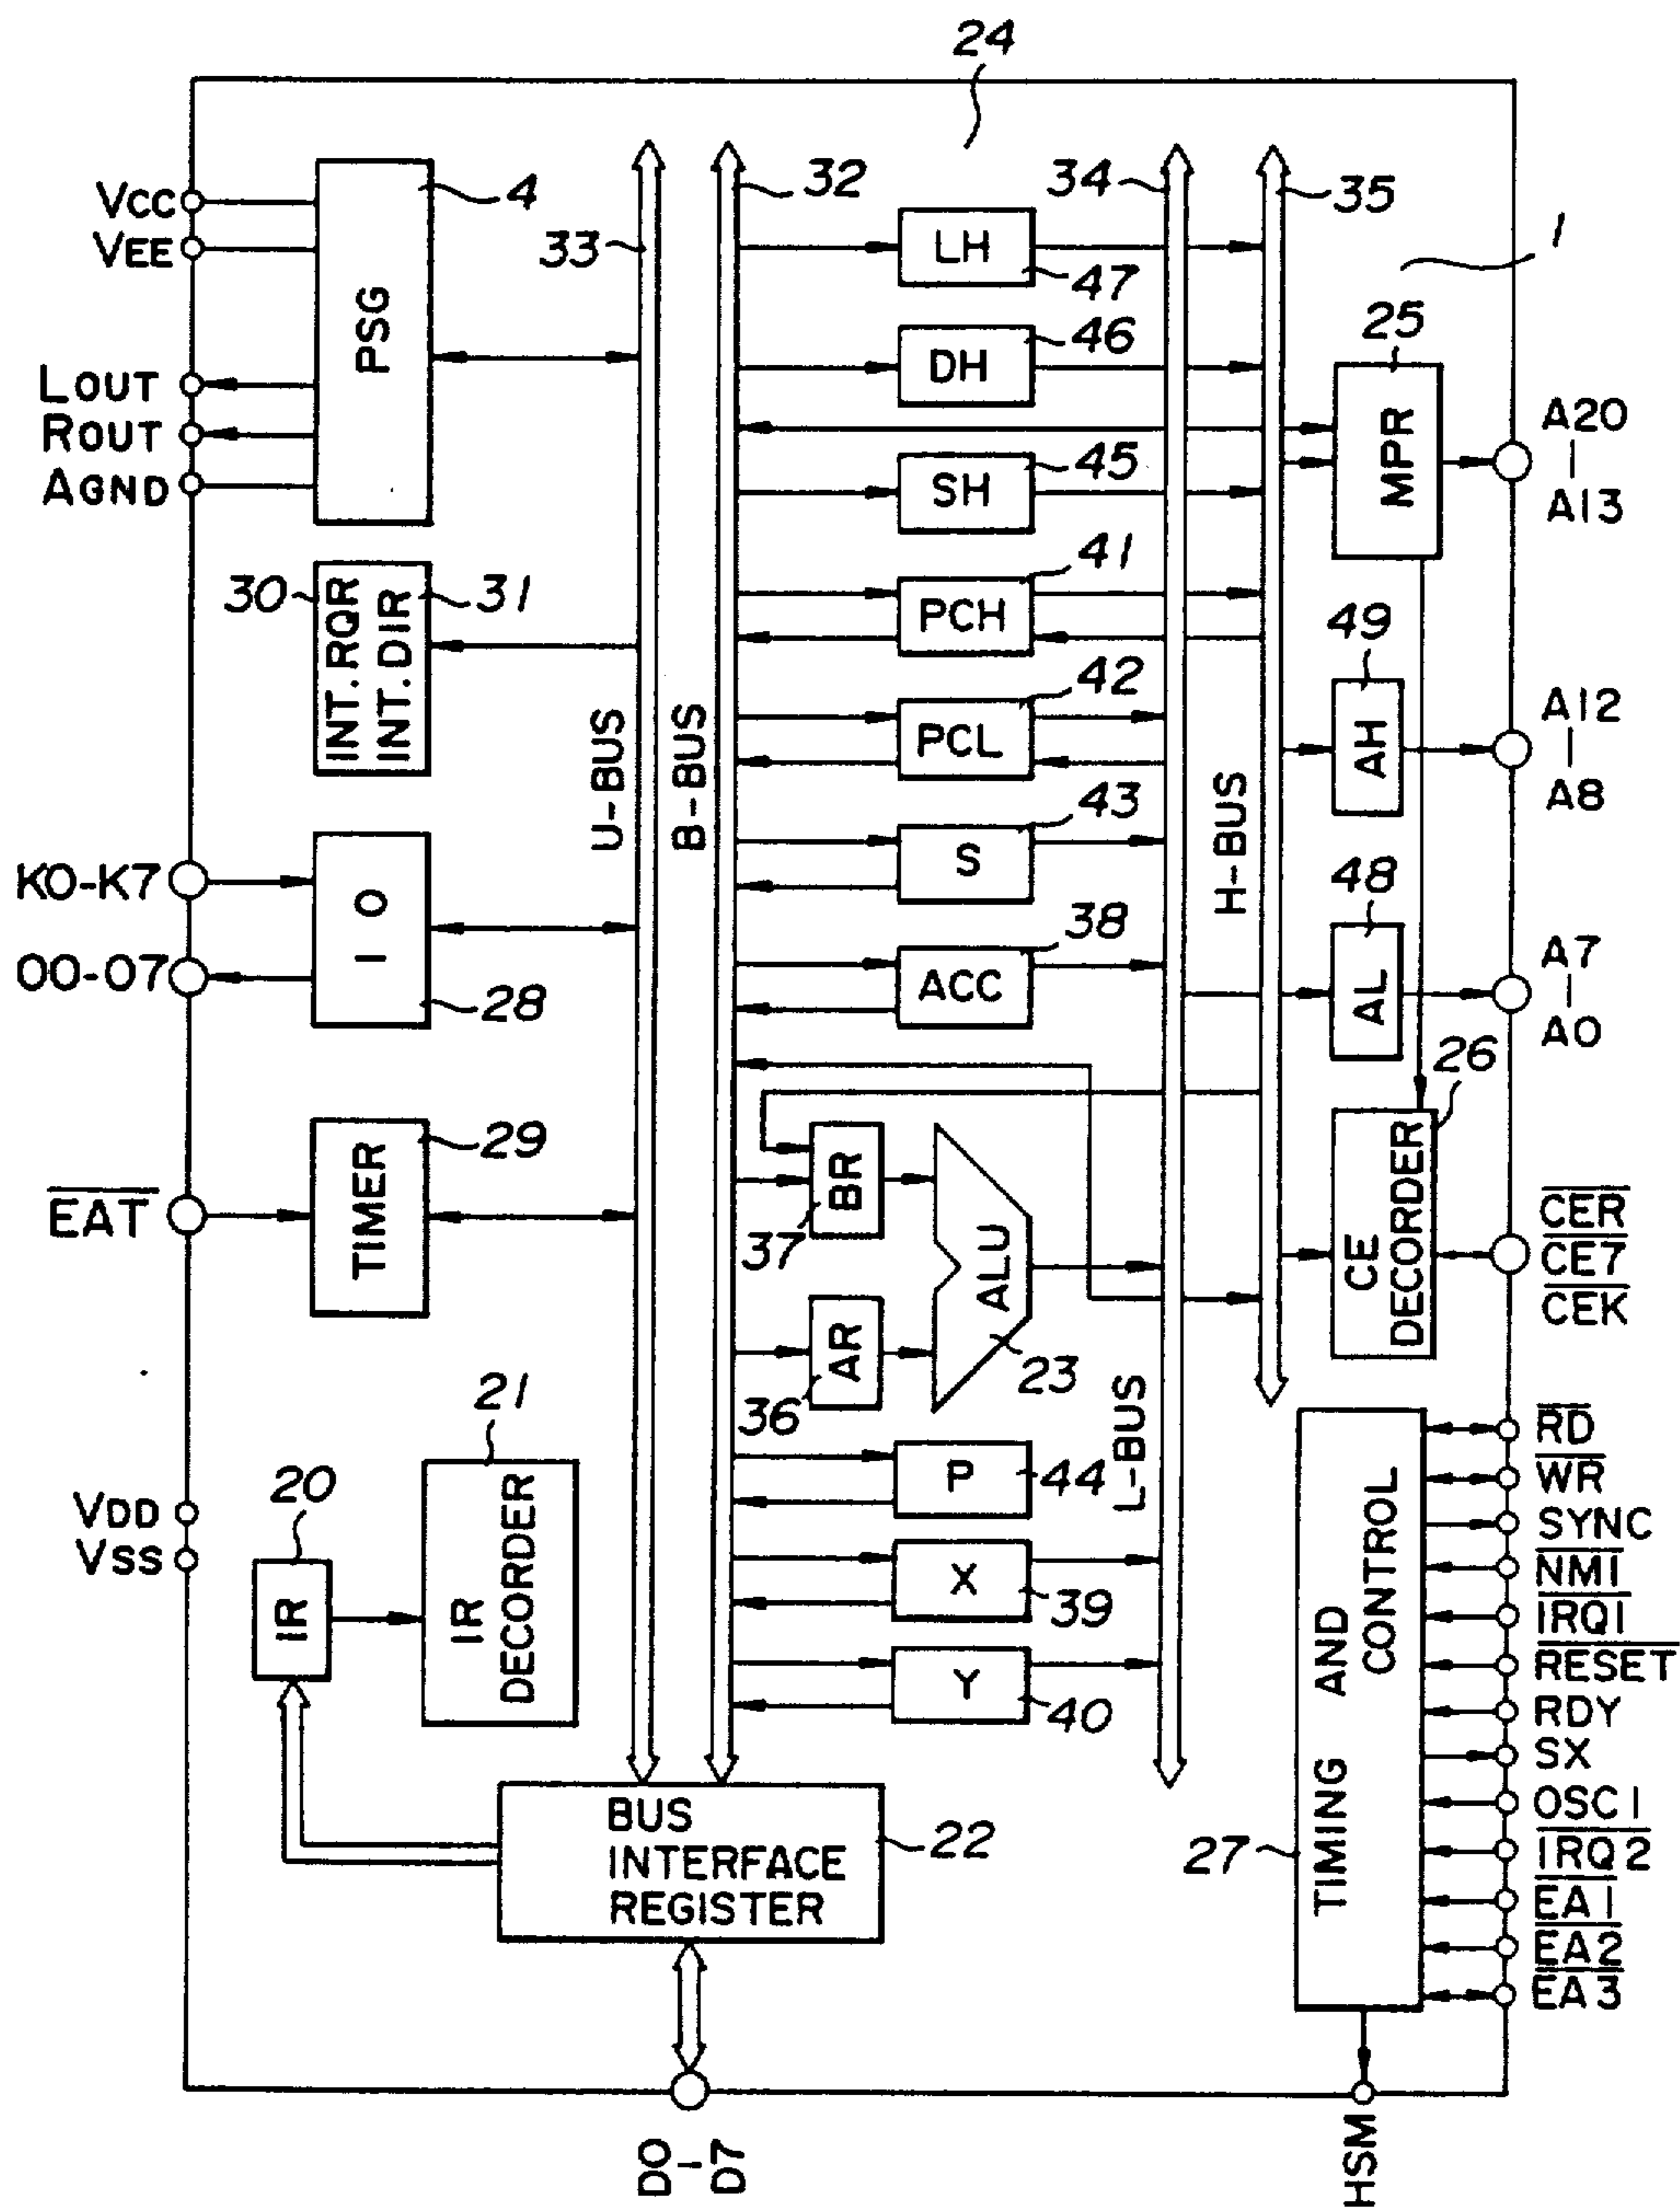 24
VCC
VEE
LOUT
ROUT
AGND
PSG
4
33
32
34
35
1
LH
47
DH
46
SH
45
PCH
41
PCL
42
S
43
ACC
38
MPR
25
A20
|
A13
30
INT.RQR
INT.DIR
31
U-BUS
B-BUS
H-BUS
L-BUS
AH
49
A12
|
A8
K0-K7
O0-O7
I O
28
AL
48
A7
|
A0
EAT
TIMER
29
BR
37
AR
36
ALU
23
CE
DECORDER
26
CER
CE7
CEK
VDD
VSS
20
IR
21
IR
DECORDER
P
44
X
39
Y
40
BUS
INTERFACE
REGISTER
22
27
TIMING AND
CONTROL
RD
WR
SYNC
NMI
IRQ1
RESET
RDY
SX
OSC1
IRQ2
EA1
EA2
EA3
D0-
D7
HSM